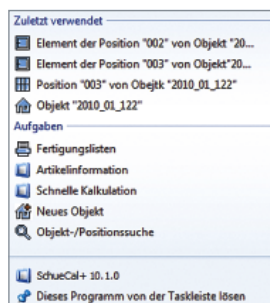 Zuletzt verwendet
Element der Position "002" von Objekt "20...
Element der Position "003" von Objekt"20...
Position "003" von Obejtk "2010_01_122"
Objekt "2010_01_122"
Aufgaben
Fertigungslisten
Artikelinformation
Schnelle Kalkulation
Neues Objekt
Objekt-/Positionssuche
SchueCal+ 10.1.0
Dieses Programm von der Taskleiste lösen